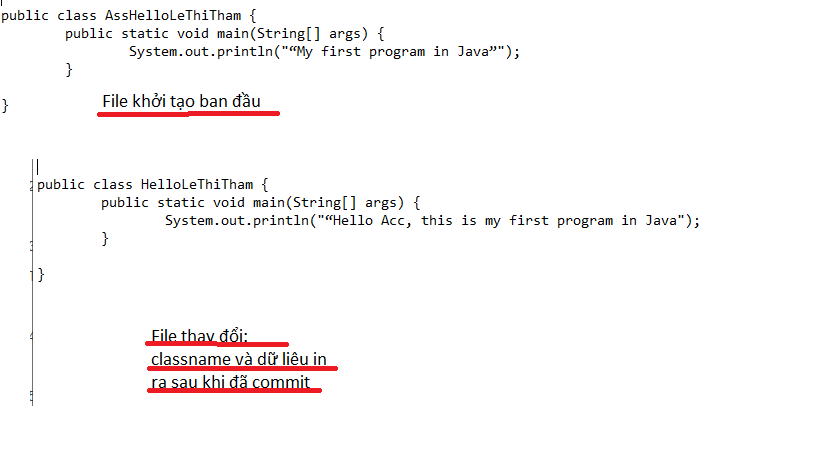 public class AssHelloLeThiTham {
public static void main(String[] args) {
System.out.println("“My first program in Java”");
}
}
File khởi tạo ban đầu
public class HelloLeThiTham {
public static void main(String[] args) {
System.out.println("“Hello Acc, this is my first program in Java");
}
}
File thay đổi:
classname và dữ liêu in
ra sau khi đã commit